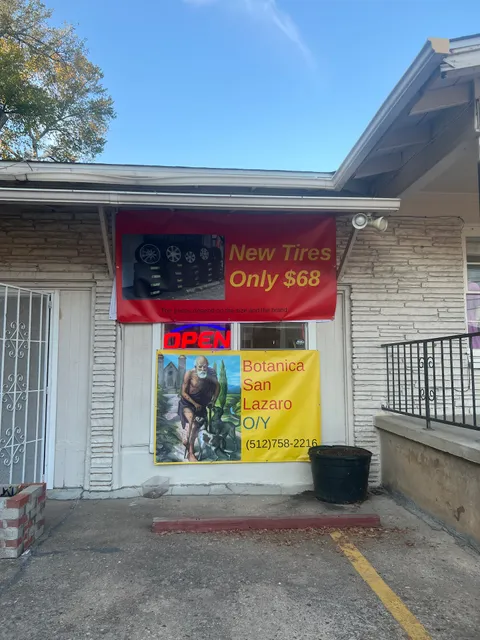 New Tires
Only $68
OPEN
Botanica
San
Lazaro
O/Y
(512)758-2216